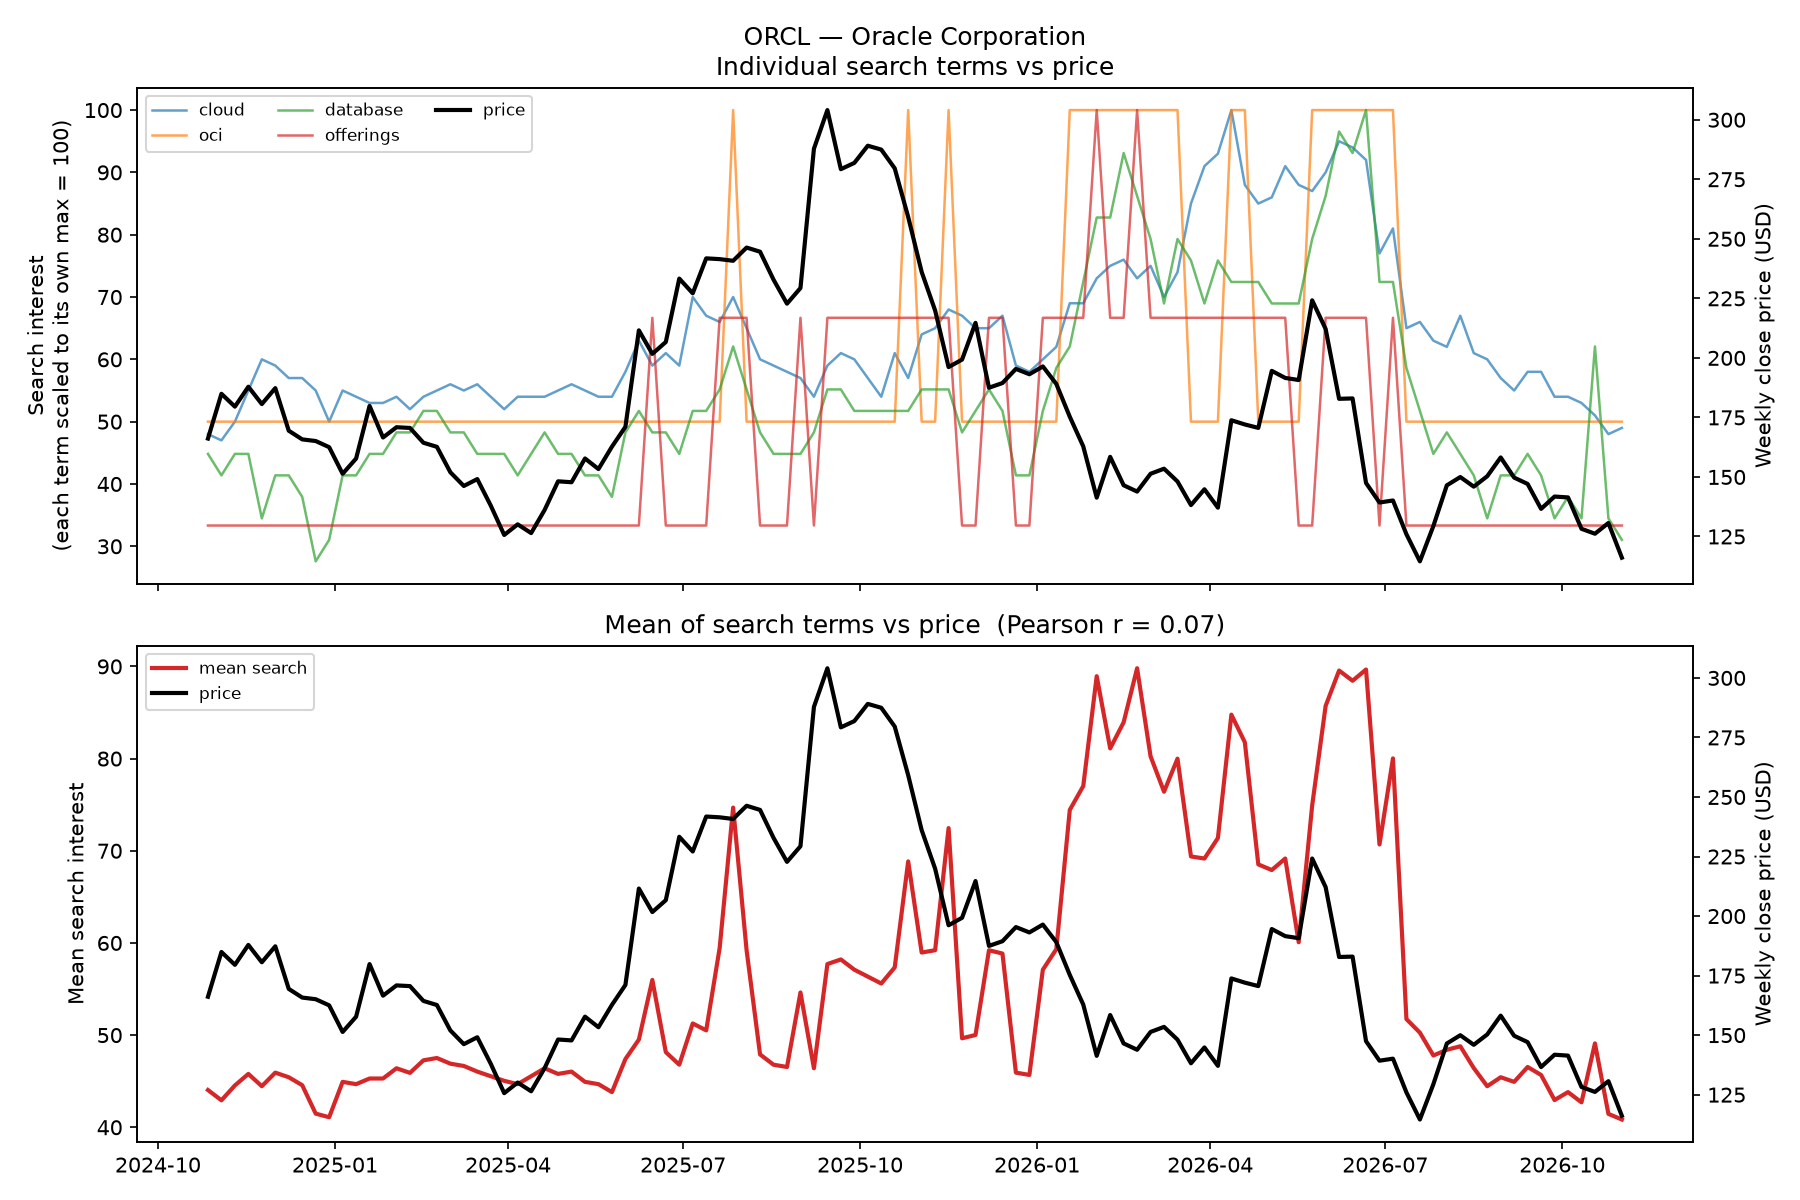 ORCL — Oracle Corporation
Individual search terms vs price
cloud
oci
database
offerings
price
Search interest
(each term scaled to its own max = 100)
100
90
80
70
60
50
40
30
300
275
250
225
200
175
150
125
Weekly close price (USD)
Mean of search terms vs price (Pearson r = 0.07)
mean search
price
Mean search interest
90
80
70
60
50
40
300
275
250
225
200
175
150
125
Weekly close price (USD)
2024-10
2025-01
2025-04
2025-07
2025-10
2026-01
2026-04
2026-07
2026-10